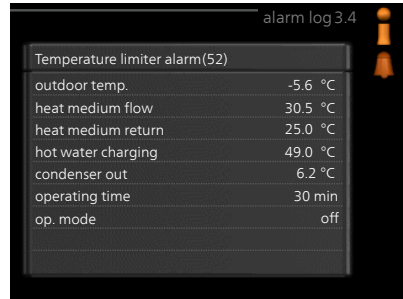 alarm log 3.4
Temperature limiter alarm(52)
outdoor temp. -5.6 °C
heat medium flow 30.5 °C
heat medium return 25.0 °C
hot water charging 49.0 °C
condenser out 6.2 °C
operating time 30 min
op. mode off